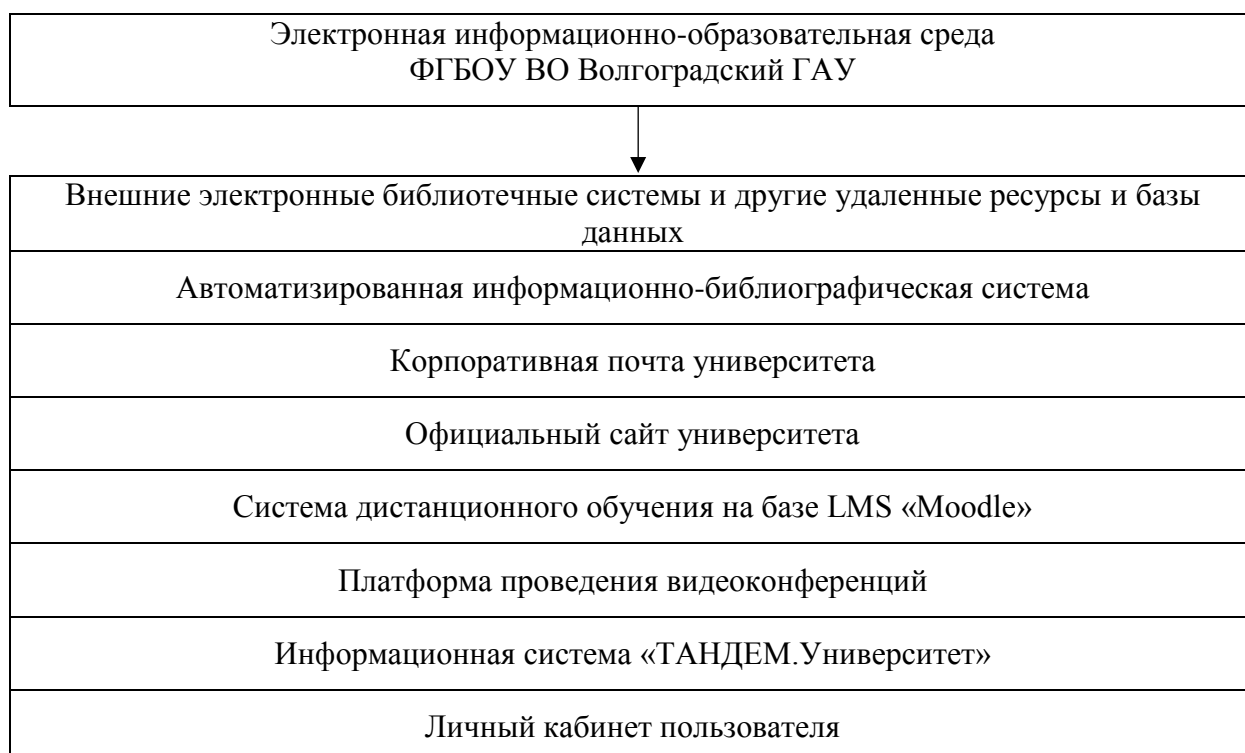 Электронная информационно-образовательная среда
ФГБОУ ВО Волгоградский ГАУ
Внешние электронные библиотечные системы и другие удаленные ресурсы и базы
данных
Автоматизированная информационно-библиографическая система
Корпоративная почта университета
Официальный сайт университета
Система дистанционного обучения на базе LMS «Moodle»
Платформа проведения видеоконференций
Информационная система «ТАНДЕМ.Университет»
Личный кабинет пользователя